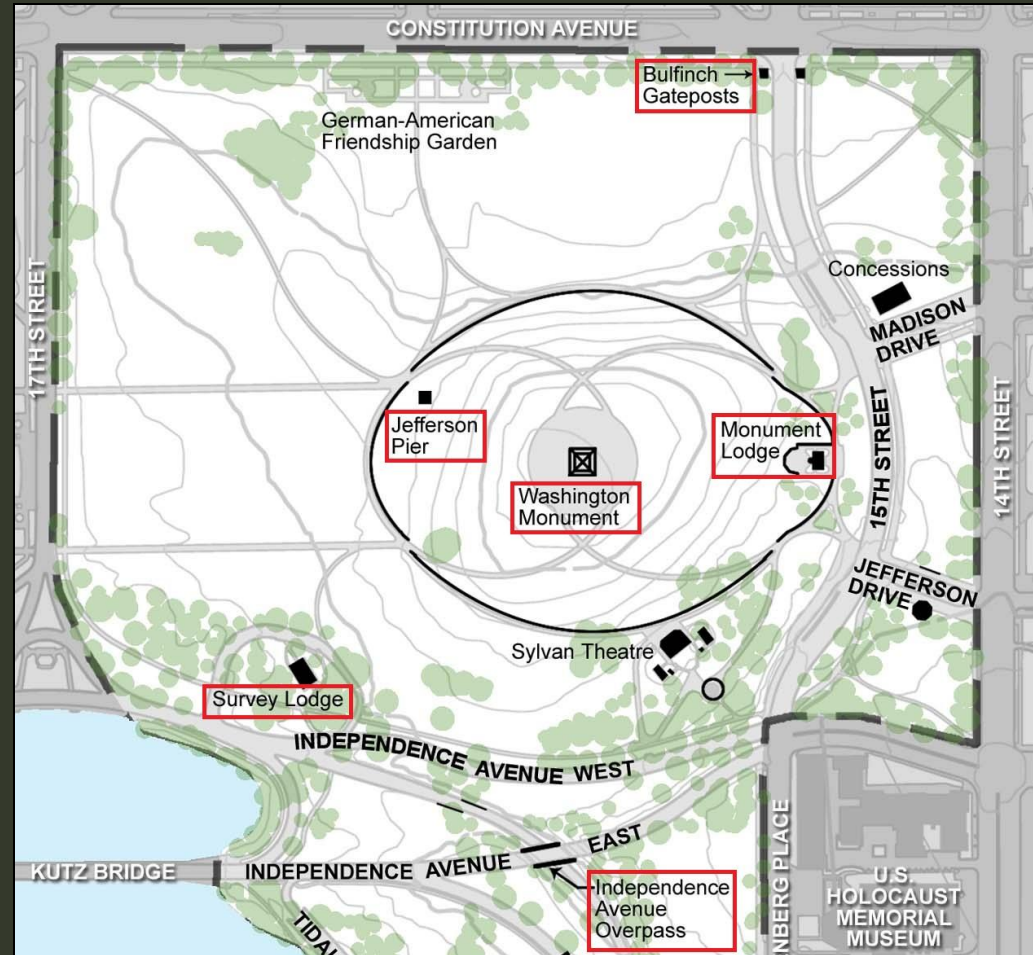 CONSTITUTION AVENUE
Bulfinch
Gateposts
German-American
Friendship Garden
17TH STREET
Concessions
MADISON
DRIVE
14TH STREET
Jefferson
Pier
Monument
Lodge
15TH STREET
Washington
Monument
JEFFERSON
DRIVE
Sylvan Theatre
Survey Lodge
INDEPENDENCE AVENUE WEST
KUTZ BRIDGE
INDEPENDENCE AVENUE EAST
Independence
Avenue
Overpass
U.S.
HOLOCAUST
MEMORIAL
MUSEUM